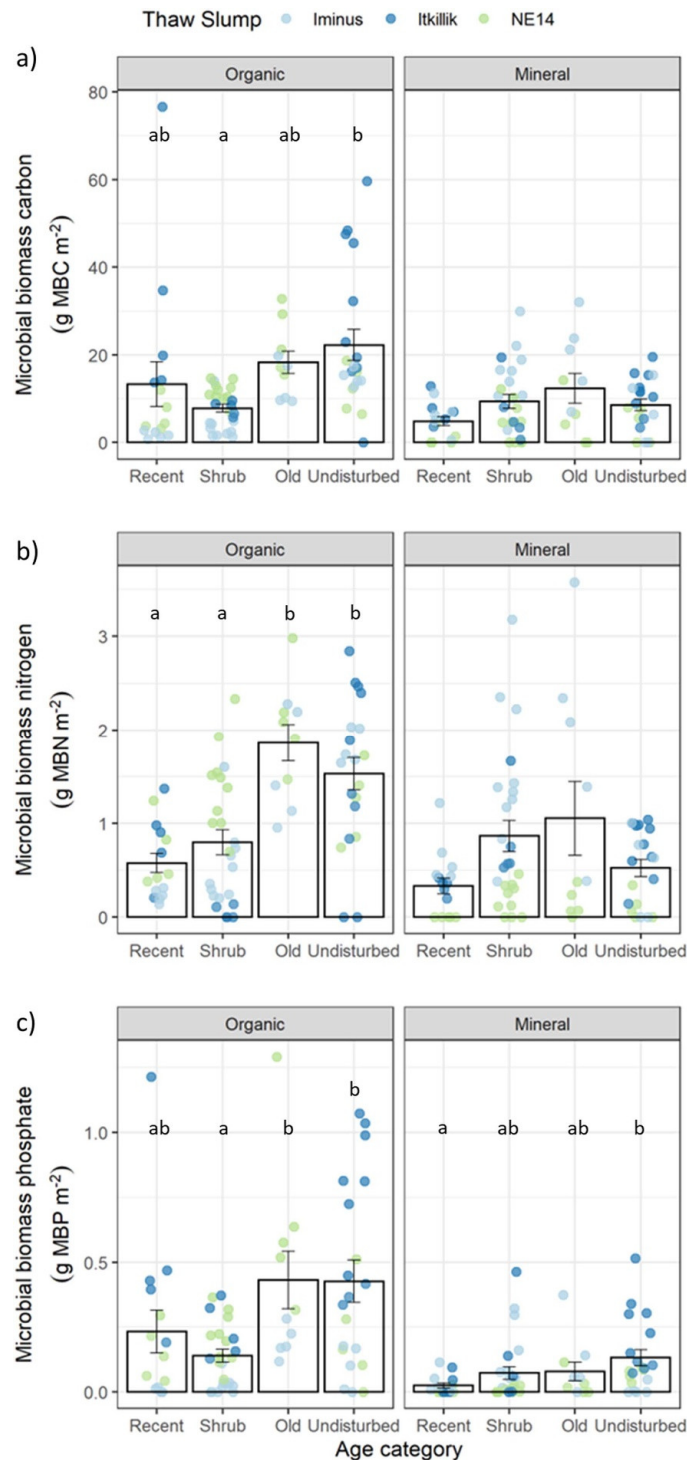 Thaw Slump Iminus Itkillik NE14
a)
Organic Mineral
80
ab a ab b
60
40
20
0
Microbial biomass carbon
(g MBC m-2)
Recent Shrub Old Undisturbed Recent Shrub Old Undisturbed
b)
Organic Mineral
a a b b
3
2
1
0
Microbial biomass nitrogen
(g MBN m-2)
Recent Shrub Old Undisturbed Recent Shrub Old Undisturbed
c)
Organic Mineral
b
ab a b a ab ab b
1.0
0.5
0.0
Microbial biomass phosphate
(g MBP m-2)
Recent Shrub Old Undisturbed Recent Shrub Old Undisturbed
Age category